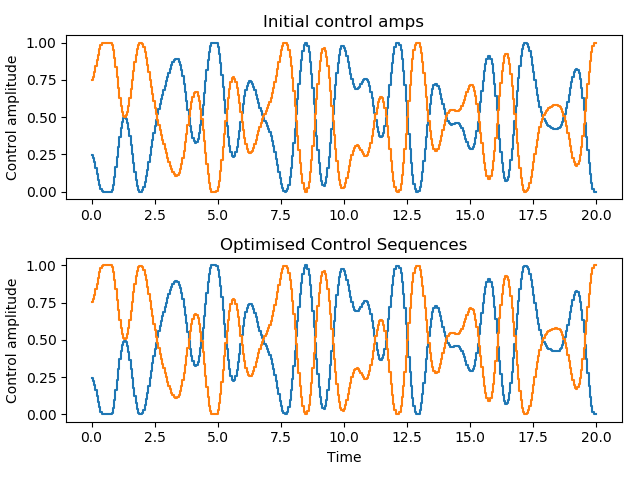 Initial control amps
Control amplitude
1.00
0.75
0.50
0.25
0.00
0.0 2.5 5.0 7.5 10.0 12.5 15.0 17.5 20.0
Optimised Control Sequences
Control amplitude
1.00
0.75
0.50
0.25
0.00
0.0 2.5 5.0 7.5 10.0 12.5 15.0 17.5 20.0
Time